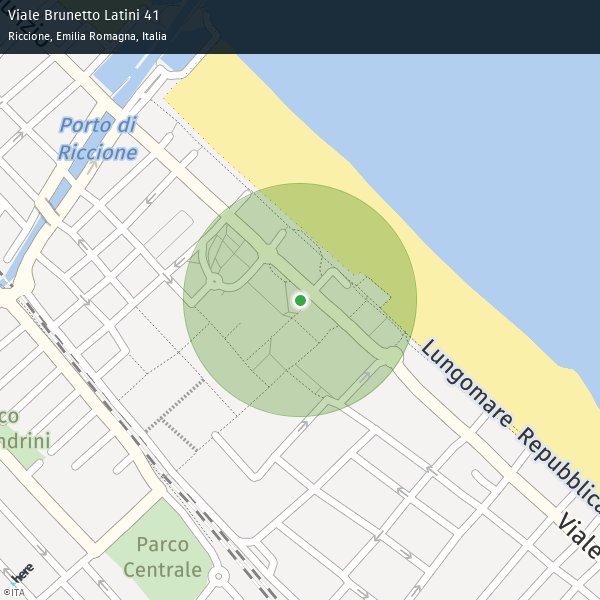 Viale Brunetto Latini 41
Riccione, Emilia Romagna, Italia
Porto di
Riccione
Lungomare Repubblica
Viale
co
ndrini
Parco
Centrale
here
©ITA